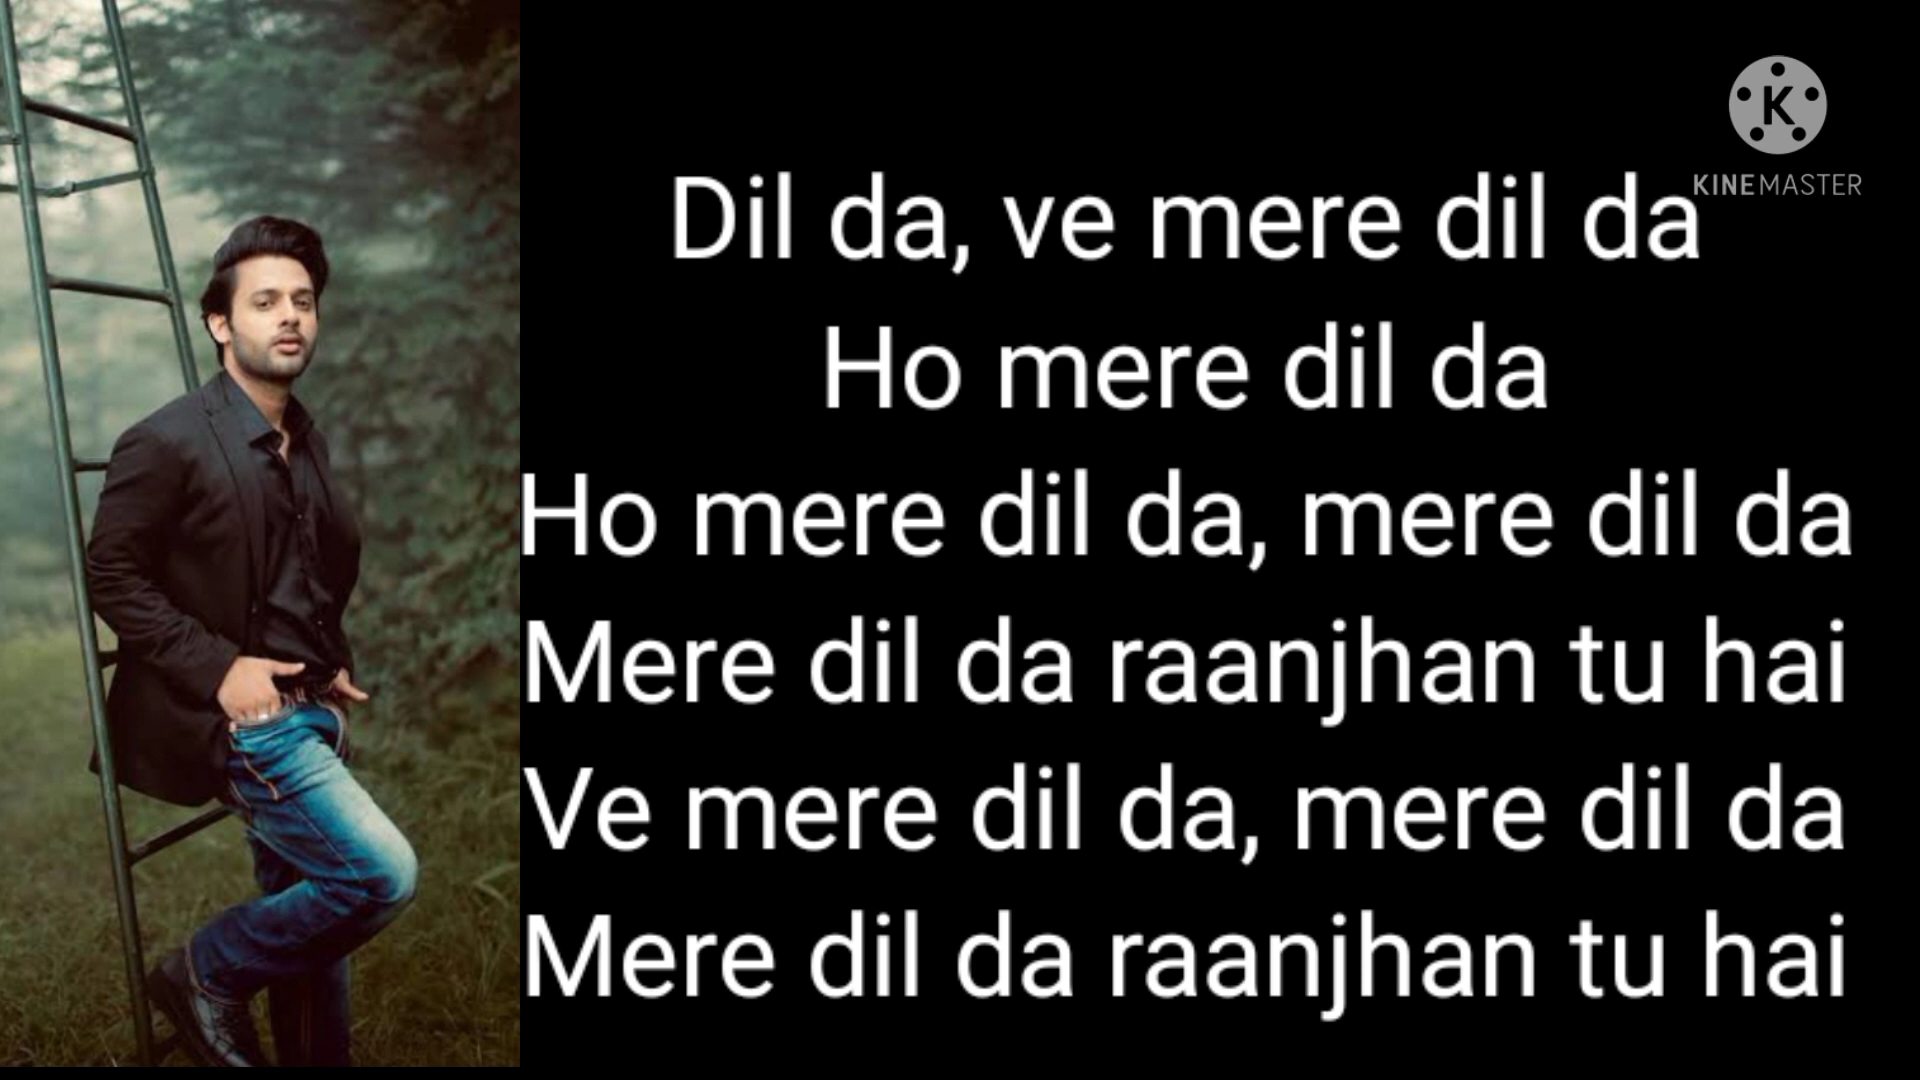 KINEMASTER
Dil da, ve mere dil da
Ho mere dil da
Ho mere dil da, mere dil da
Mere dil da raanjhan tu hai
Ve mere dil da, mere dil da
Mere dil da raanjhan tu hai